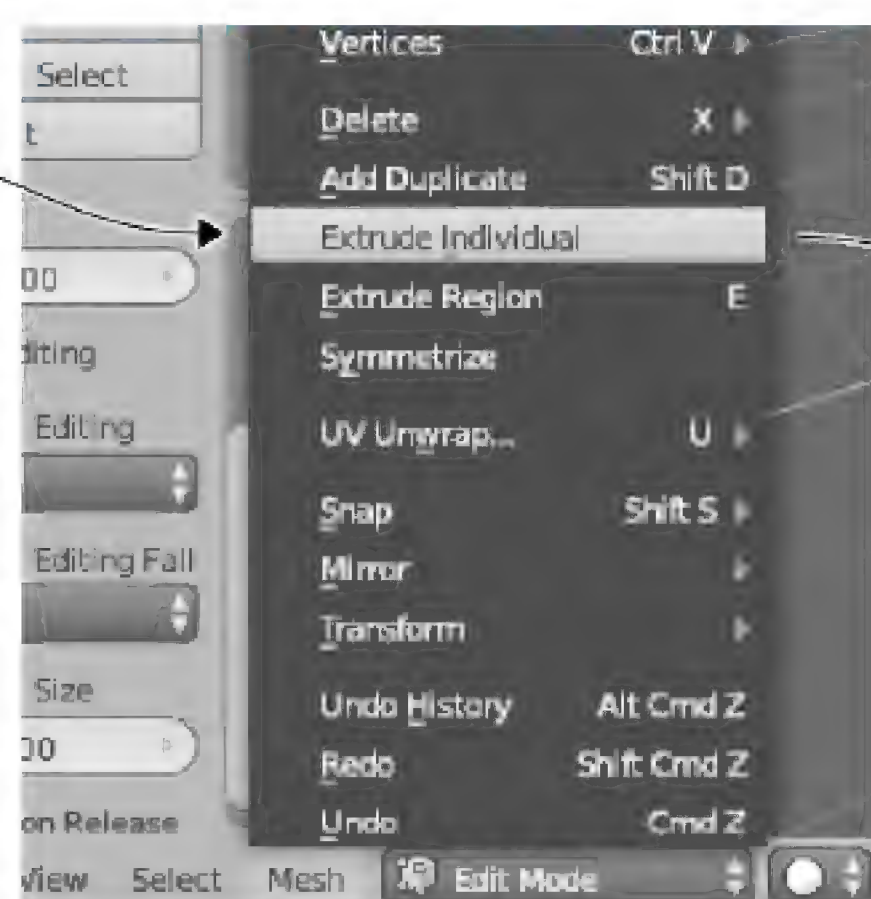 Select
t
00
diting
Editing
Editing Fall
Size
00
on Release
Vertices Ctrl V
Delete X
Add Duplicate Shift D
Extrude Individual
Extrude Region E
Symmetrize
UV Unwrap... U
Snap Shift S
Mirror
Transform
Undo History Alt Cmd Z
Redo Shift Cmd Z
Undo Cmd Z
View Select Mesh Edit Mode